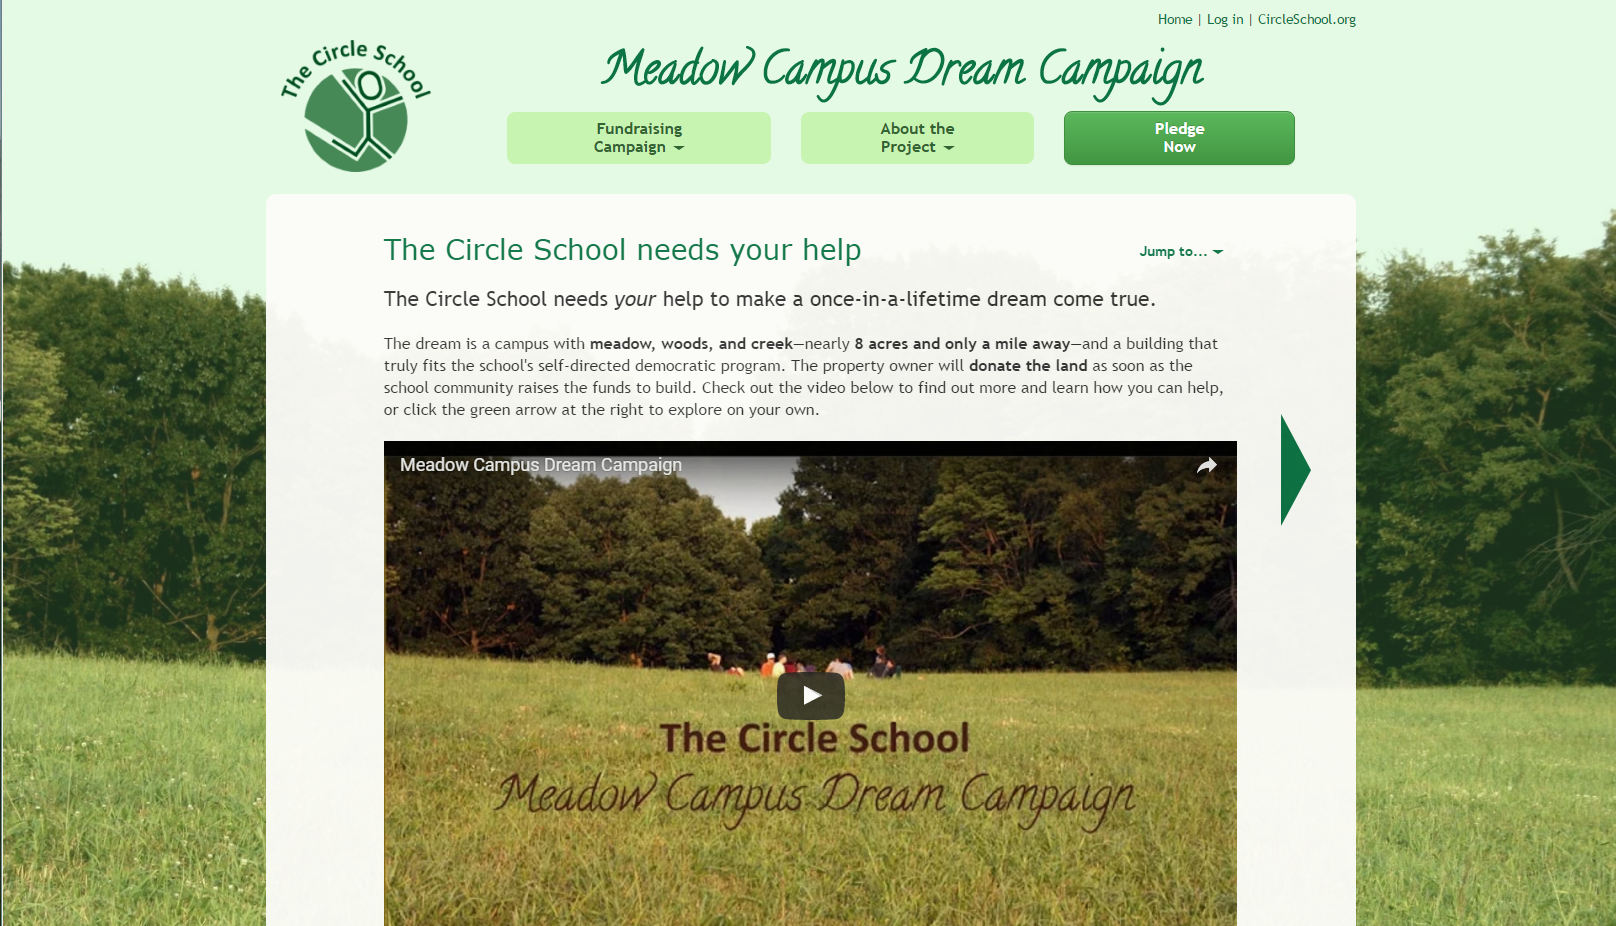 Home | Log in | CircleSchool.org
The Circle School
Meadow Campus Dream Campaign
Fundraising
Campaign
About the
Project
Pledge
Now
The Circle School needs your help
Jump to...
The Circle School needs your help to make a once-in-a-lifetime dream come true.
The dream is a campus with meadow, woods, and creek—nearly 8 acres and only a mile away—and a building that
truly fits the school's self-directed democratic program. The property owner will donate the land as soon as the
school community raises the funds to build. Check out the video below to find out more and learn how you can help,
or click the green arrow at the right to explore on your own.
Meadow Campus Dream Campaign
The Circle School
Meadow Campus Dream Campaign